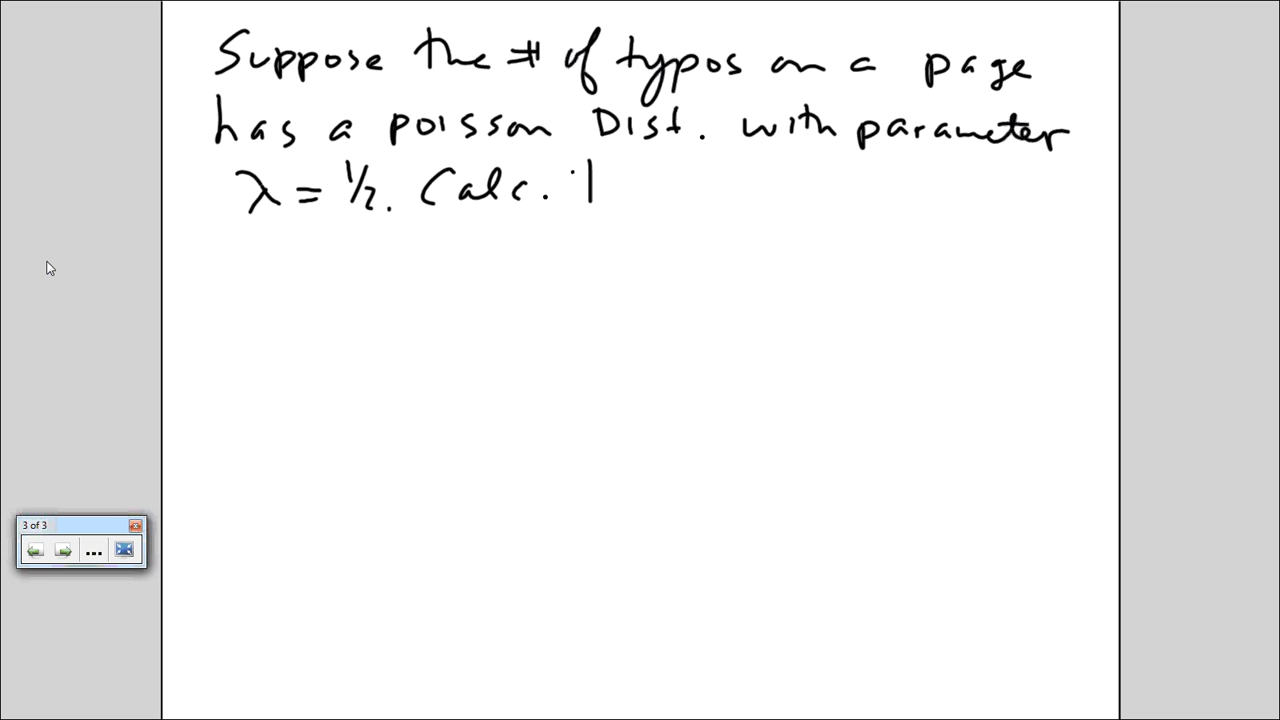 Suppose the # of typos on a page
has a poisson Dist. with parameter
λ = 1/2. Calc.
3 of 3